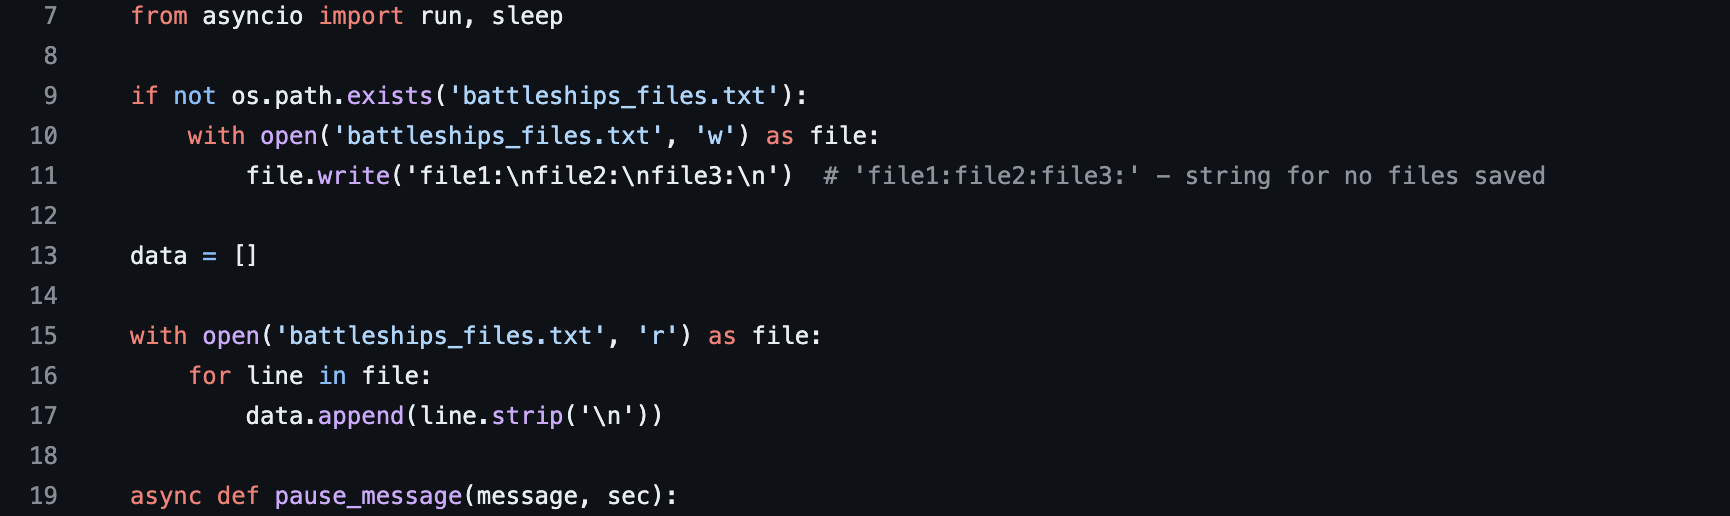 7 from asyncio import run, sleep
8
9 if not os.path.exists('battleships_files.txt'):
10 with open('battleships_files.txt', 'w') as file:
11 file.write('file1:\nfile2:\nfile3:\n')  # 'file1:file2:file3:' – string for no files saved
12
13 data = []
14
15 with open('battleships_files.txt', 'r') as file:
16 for line in file:
17 data.append(line.strip('\n'))
18
19 async def pause_message(message, sec):